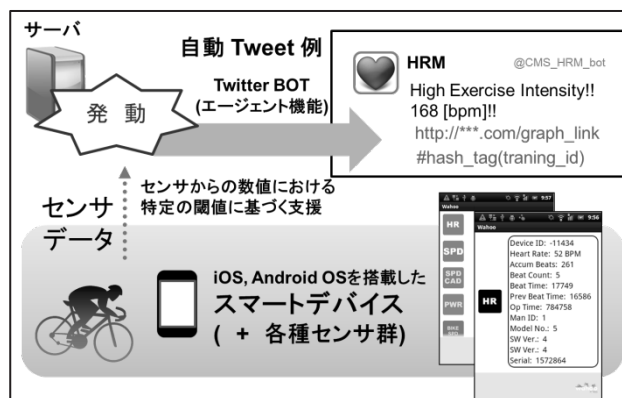 サーバ
発 動
自動 Tweet 例
Twitter BOT
(エージェント機能)
HRM
@CMS_HRM_bot
High Exercise Intensity!!
168 [bpm]!!
http://***.com/graph_link
#hash_tag(traning_id)
センサからの数値における
特定の閾値に基づく支援
センサ
データ
iOS, Android OSを搭載した
スマートデバイス
( + 各種センサ群)
9:57
Wahoo
HR
SPD
SPD
CAD
PWR
BIKE
9:56
Wahoo
HR
Device ID: -11434
Heart Rate: 52 BPM
Accum Beats: 261
Beat Count: 5
Beat Time: 17749
Prev Beat Time: 16586
Op Time: 784758
Man ID: 1
Model No.: 5
SW Ver.: 4
SW Ver.: 4
Serial: 1572864